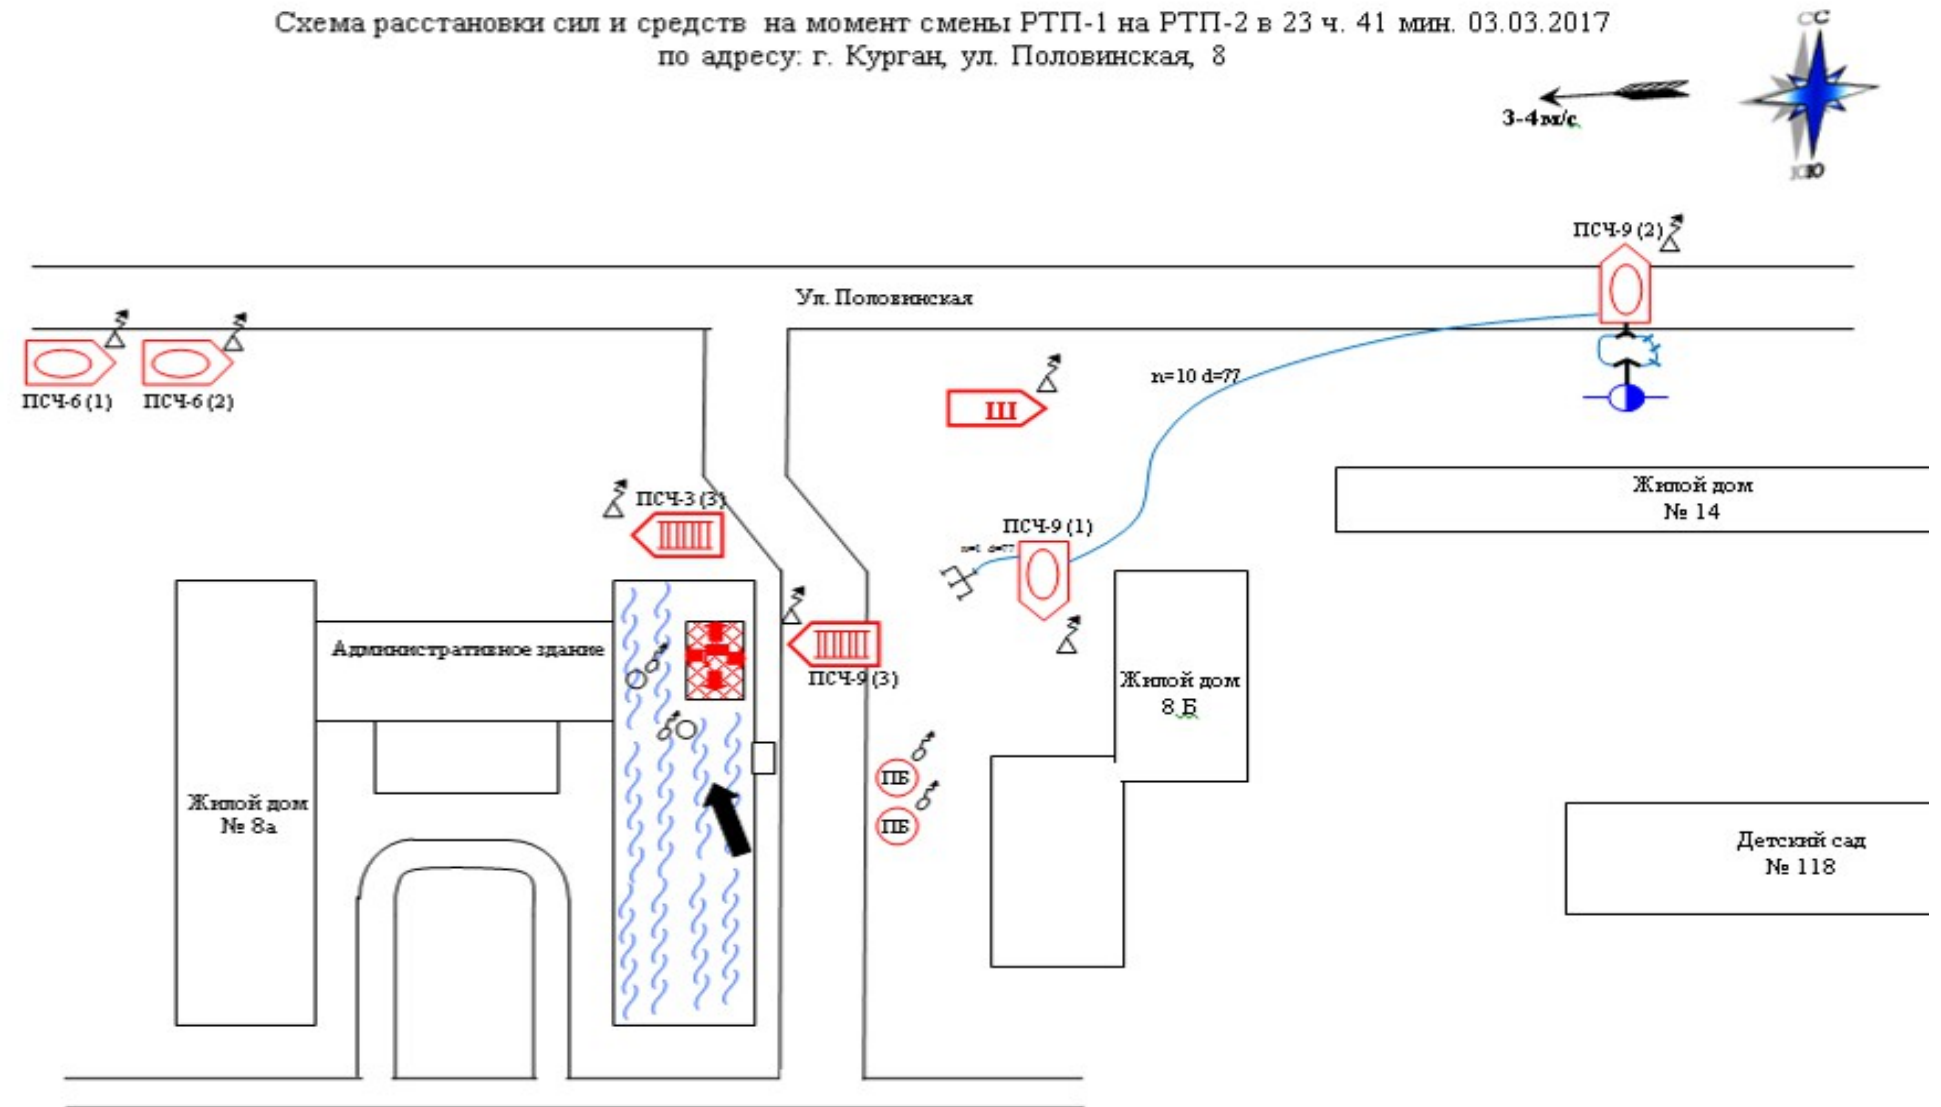 Схема расстановки сил и средств на момент смены РТП-1 на РТП-2 в 23 ч. 41 мин. 03.03.2017
по адресу: г. Курган, ул. Половинская, 8
С
3-4м/с
Ю
ПСЧ-9 (2)
Ул. Половинская
ПСЧ-6 (1)
ПСЧ-6 (2)
n=10 d=77
Ш
ПСЧ-3 (3)
ПСЧ-9 (1)
Жилой дом
№ 14
Административное здание
ПСЧ-9 (3)
Жилой дом
8 Б
ПБ
ПБ
Жилой дом
№ 8а
Детский сад
№ 118